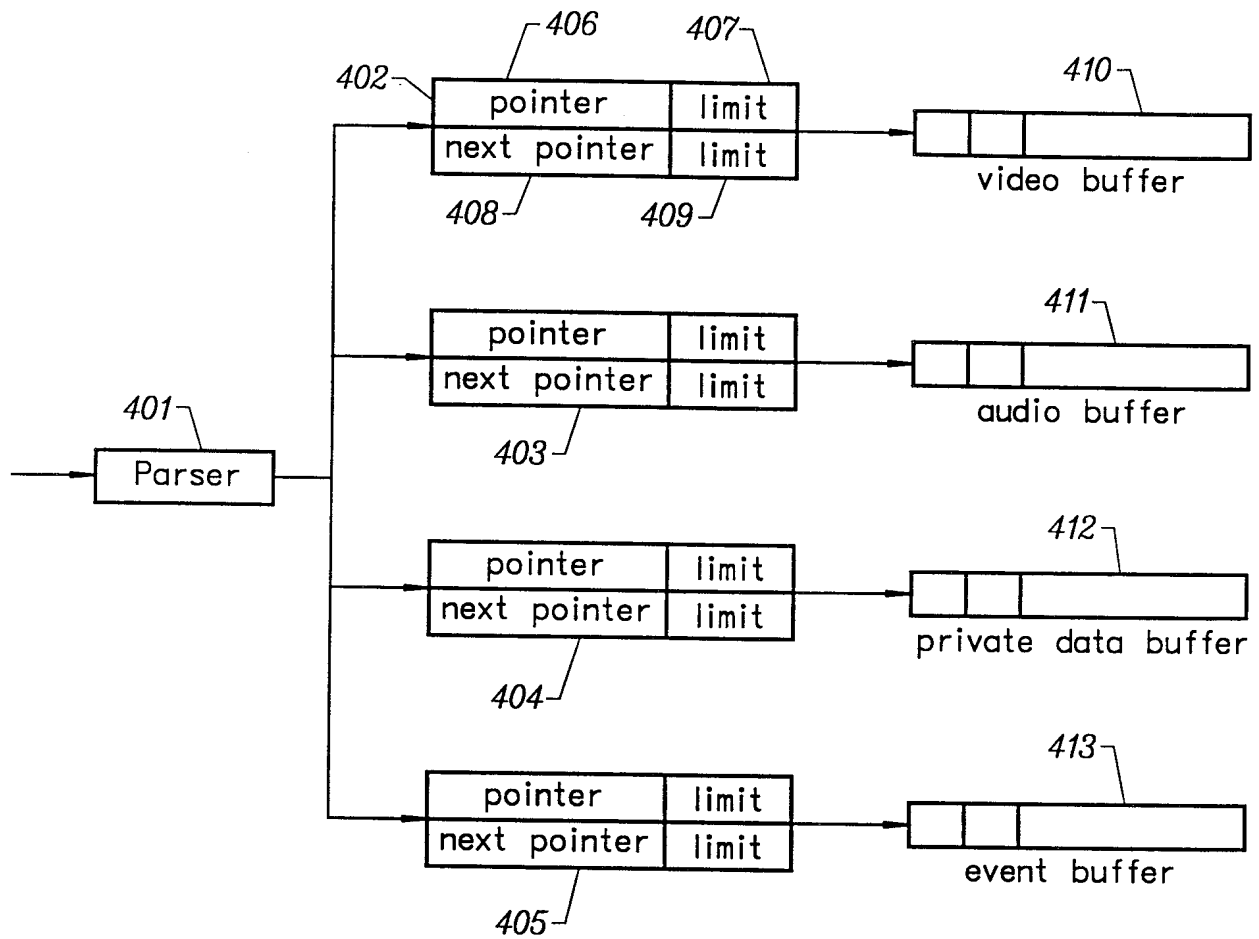 406
407
402
410
pointer
limit
next pointer
limit
video buffer
408
409
411
pointer
limit
next pointer
limit
audio buffer
401
403
Parser
412
pointer
limit
next pointer
limit
private data buffer
404
413
pointer
limit
next pointer
limit
event buffer
405